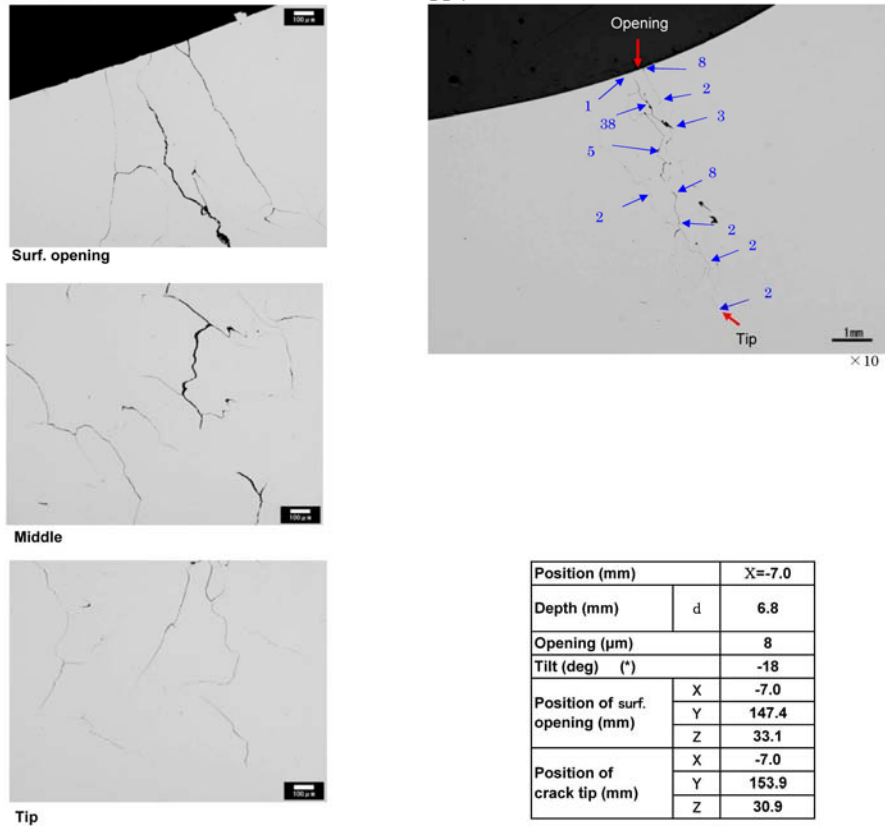 100 μm
Surf. opening
100 μm
Middle
100 μm
Tip
Opening
8
1
2
38
3
5
8
2
2
2
2
Tip
1mm
×10
Position (mm) X=-7.0
Depth (mm) d 6.8
Opening (μm) 8
Tilt (deg) (*) -18
Position of surf. opening (mm) X -7.0
Y 147.4
Z 33.1
Position of crack tip (mm) X -7.0
Y 153.9
Z 30.9